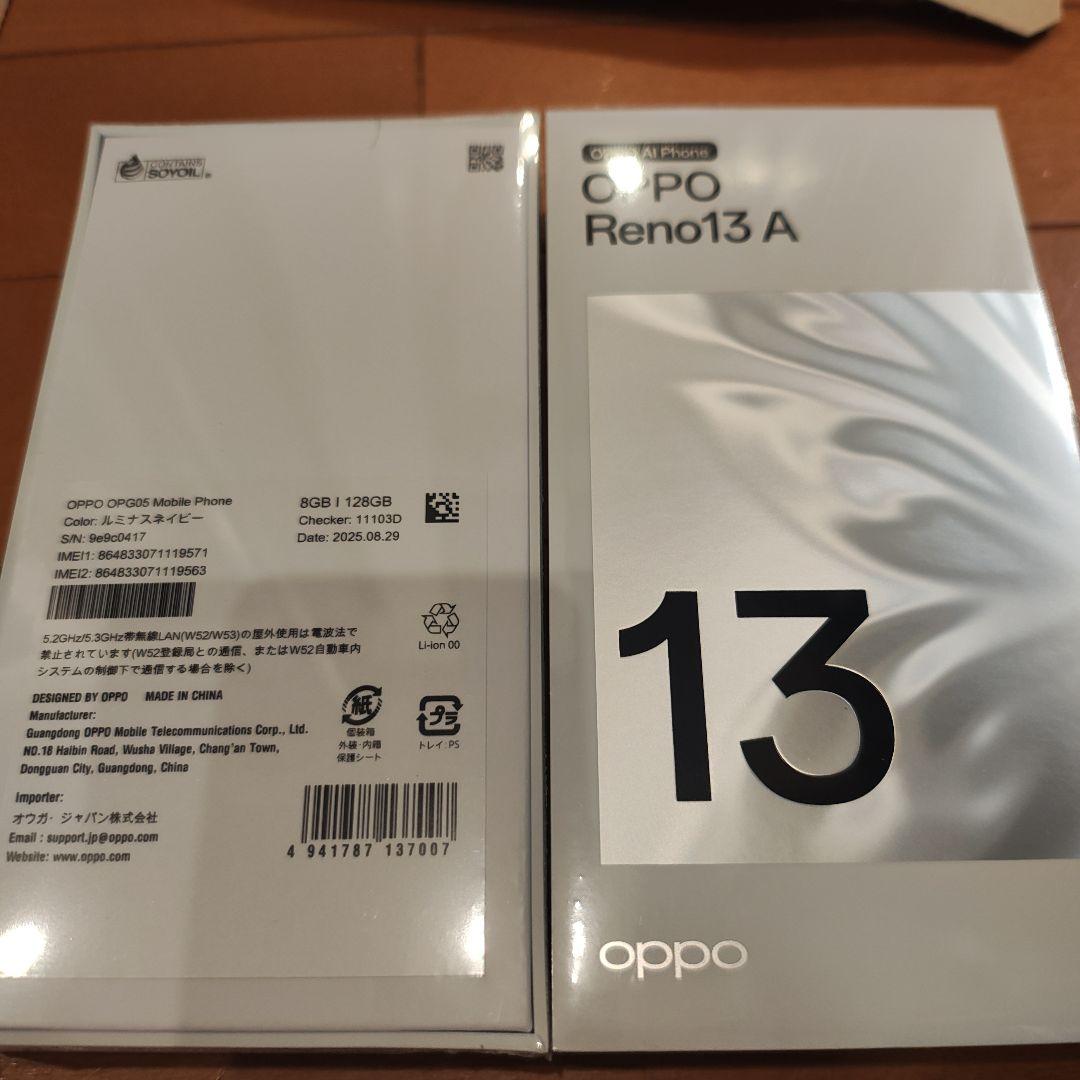 CONTAINS
SOYOIL®
OPPO OPG05 Mobile Phone
Color: ルミナスネイビー
S/N: 9e9c0417
IMEI1: 864833071119571
IMEI2: 864833071119563
8GB | 128GB
Checker: 11103D
Date: 2025.08.29
5.2GHz/5.3GHz帯無線LAN(W52/W53)の屋外使用は電波法で
禁止されています(W52登録局との通信、またはW52自動車内
システムの制御下で通信する場合を除く)
Li-ion 00
DESIGNED BY OPPO MADE IN CHINA
Manufacturer:
Guangdong OPPO Mobile Telecommunications Corp., Ltd.
NO.18 Haibin Road, Wusha Village, Chang'an Town,
Dongguan City, Guangdong, China
紙
個装箱
外装・内箱
保護シート
プラ
トレイ: PS
Importer:
オウガ・ジャパン株式会社
Email : support.jp@oppo.com
Website: www.oppo.com
4 941787 137007
AI Phone
OPPO
Reno13 A
13
oppo